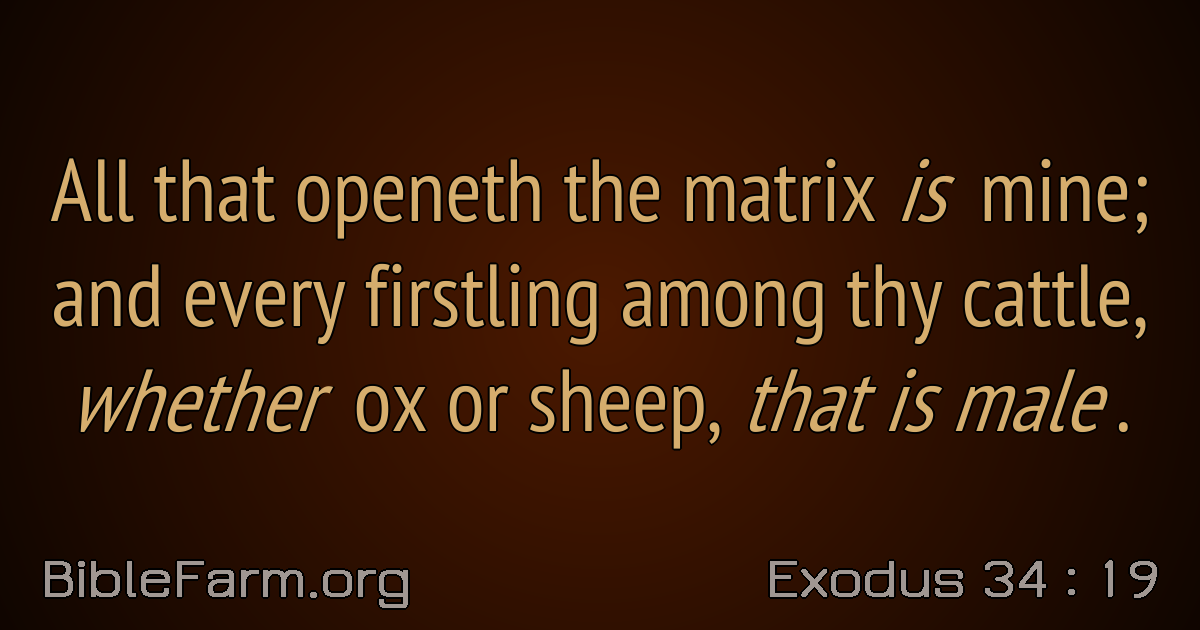 All that openeth the matrix is mine;
and every firstling among thy cattle,
whether ox or sheep, that is male.
BibleFarm.org
Exodus 34 : 19